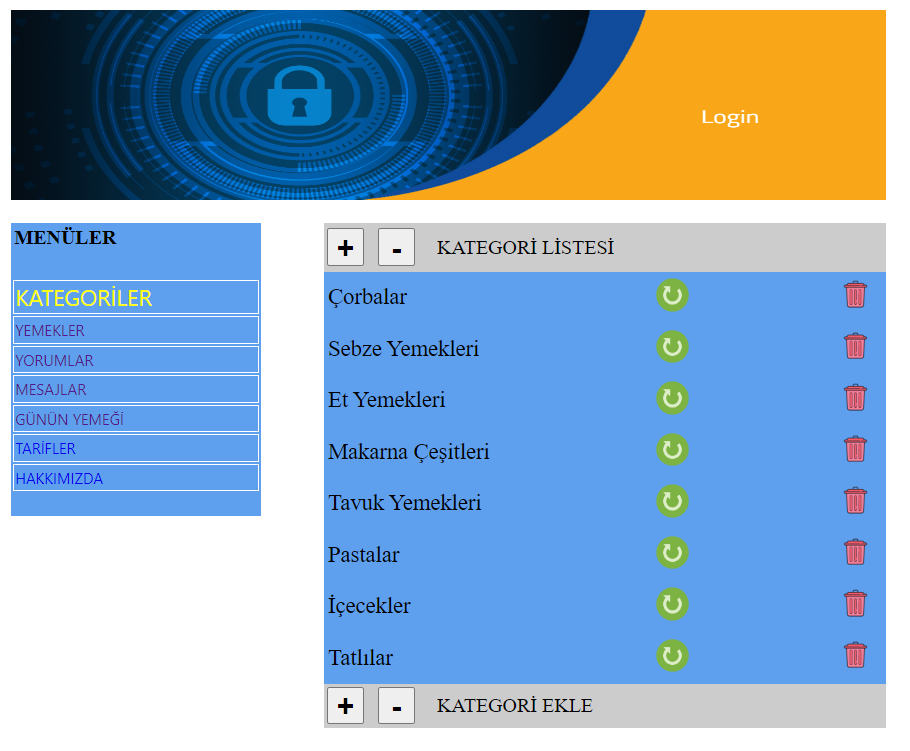 Login
MENÜLER
KATEGORİLER
YEMEKLER
YORUMLAR
MESAJLAR
GÜNÜN YEMEĞİ
TARİFLER
HAKKIMIZDA
+ - KATEGORİ LİSTESİ
Çorbalar
Sebze Yemekleri
Et Yemekleri
Makarna Çeşitleri
Tavuk Yemekleri
Pastalar
İçecekler
Tatlılar
+ - KATEGORİ EKLE